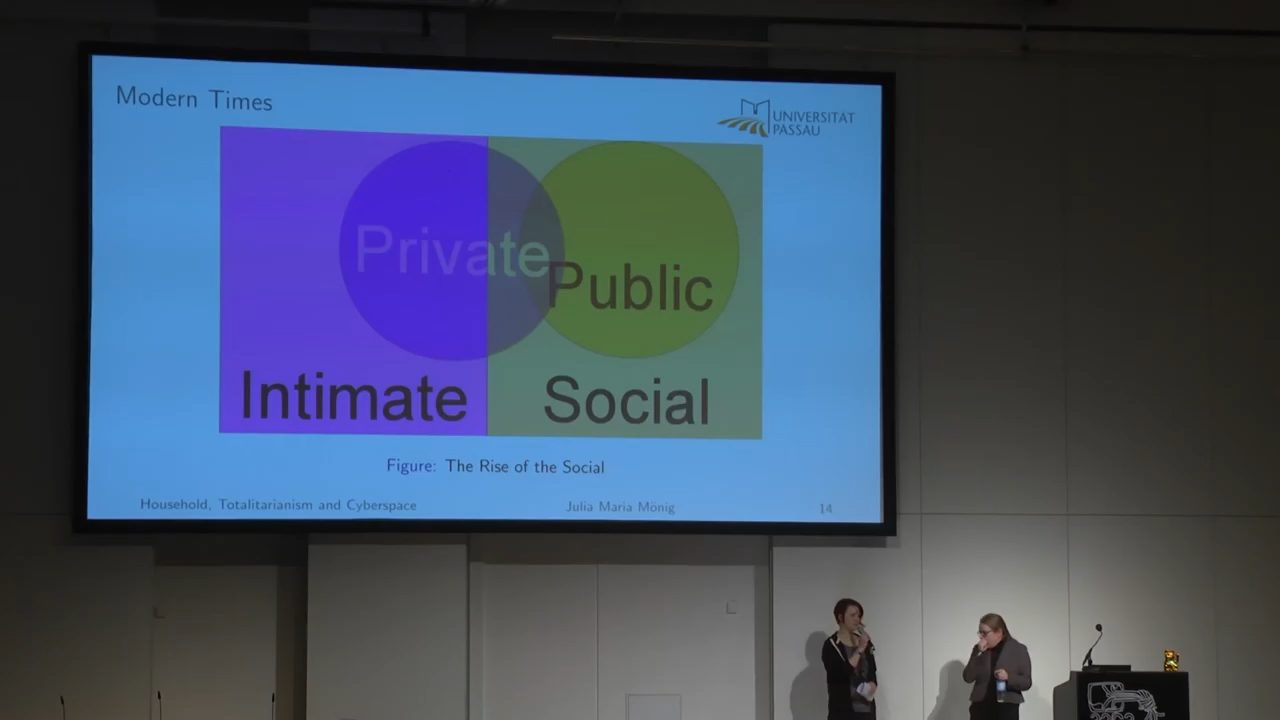 Modern Times
UNIVERSITÄT
PASSAU
Private
Public
Intimate
Social
Figure: The Rise of the Social
Household, Totalitarianism and Cyberspace Julia Maria Mönig 14